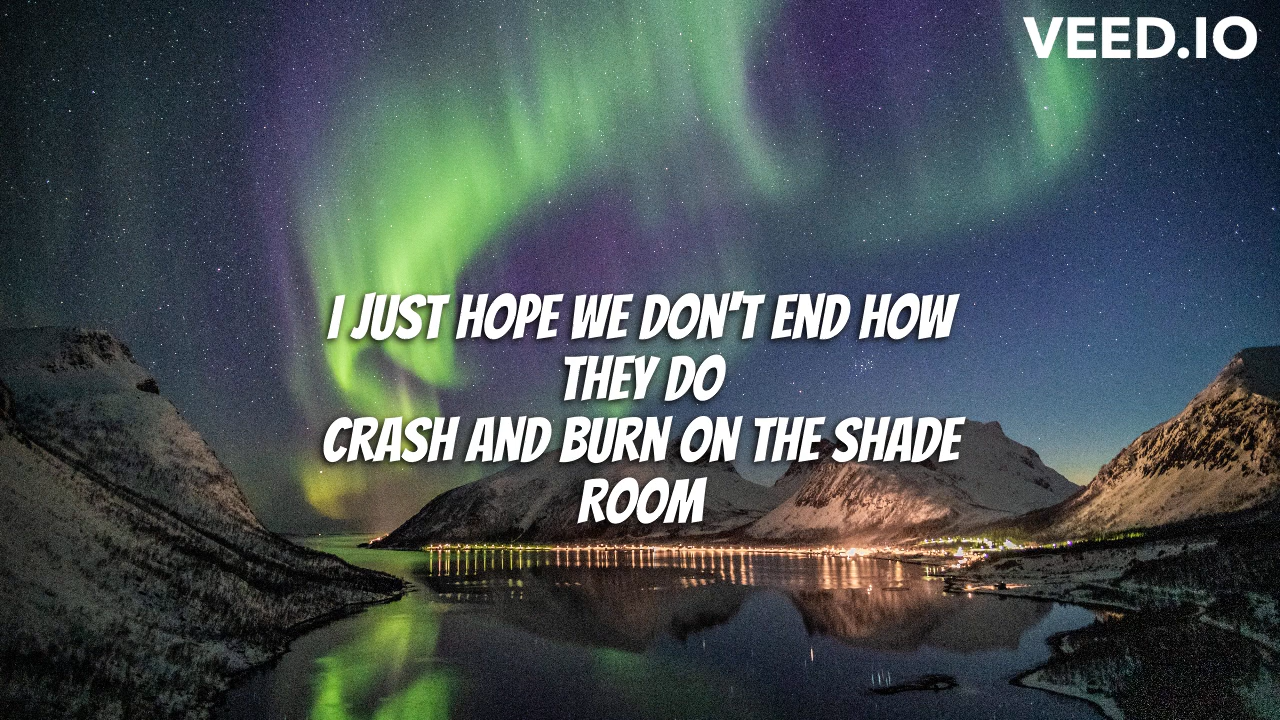 VEED.IO
I JUST HOPE WE DON'T END HOW
THEY DO
CRASH AND BURN ON THE SHADE
ROOM